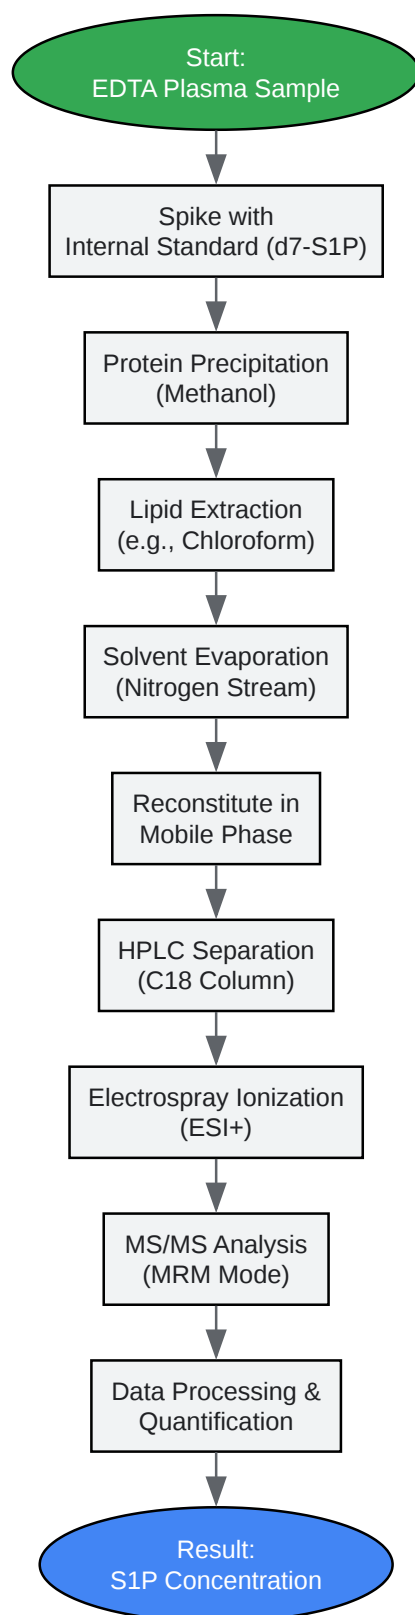 Start:
EDTA Plasma Sample
Spike with
Internal Standard (d7-S1P)
Protein Precipitation
(Methanol)
Lipid Extraction
(e.g., Chloroform)
Solvent Evaporation
(Nitrogen Stream)
Reconstitute in
Mobile Phase
HPLC Separation
(C18 Column)
Electrospray Ionization
(ESI+)
MS/MS Analysis
(MRM Mode)
Data Processing &
Quantification
Result:
S1P Concentration